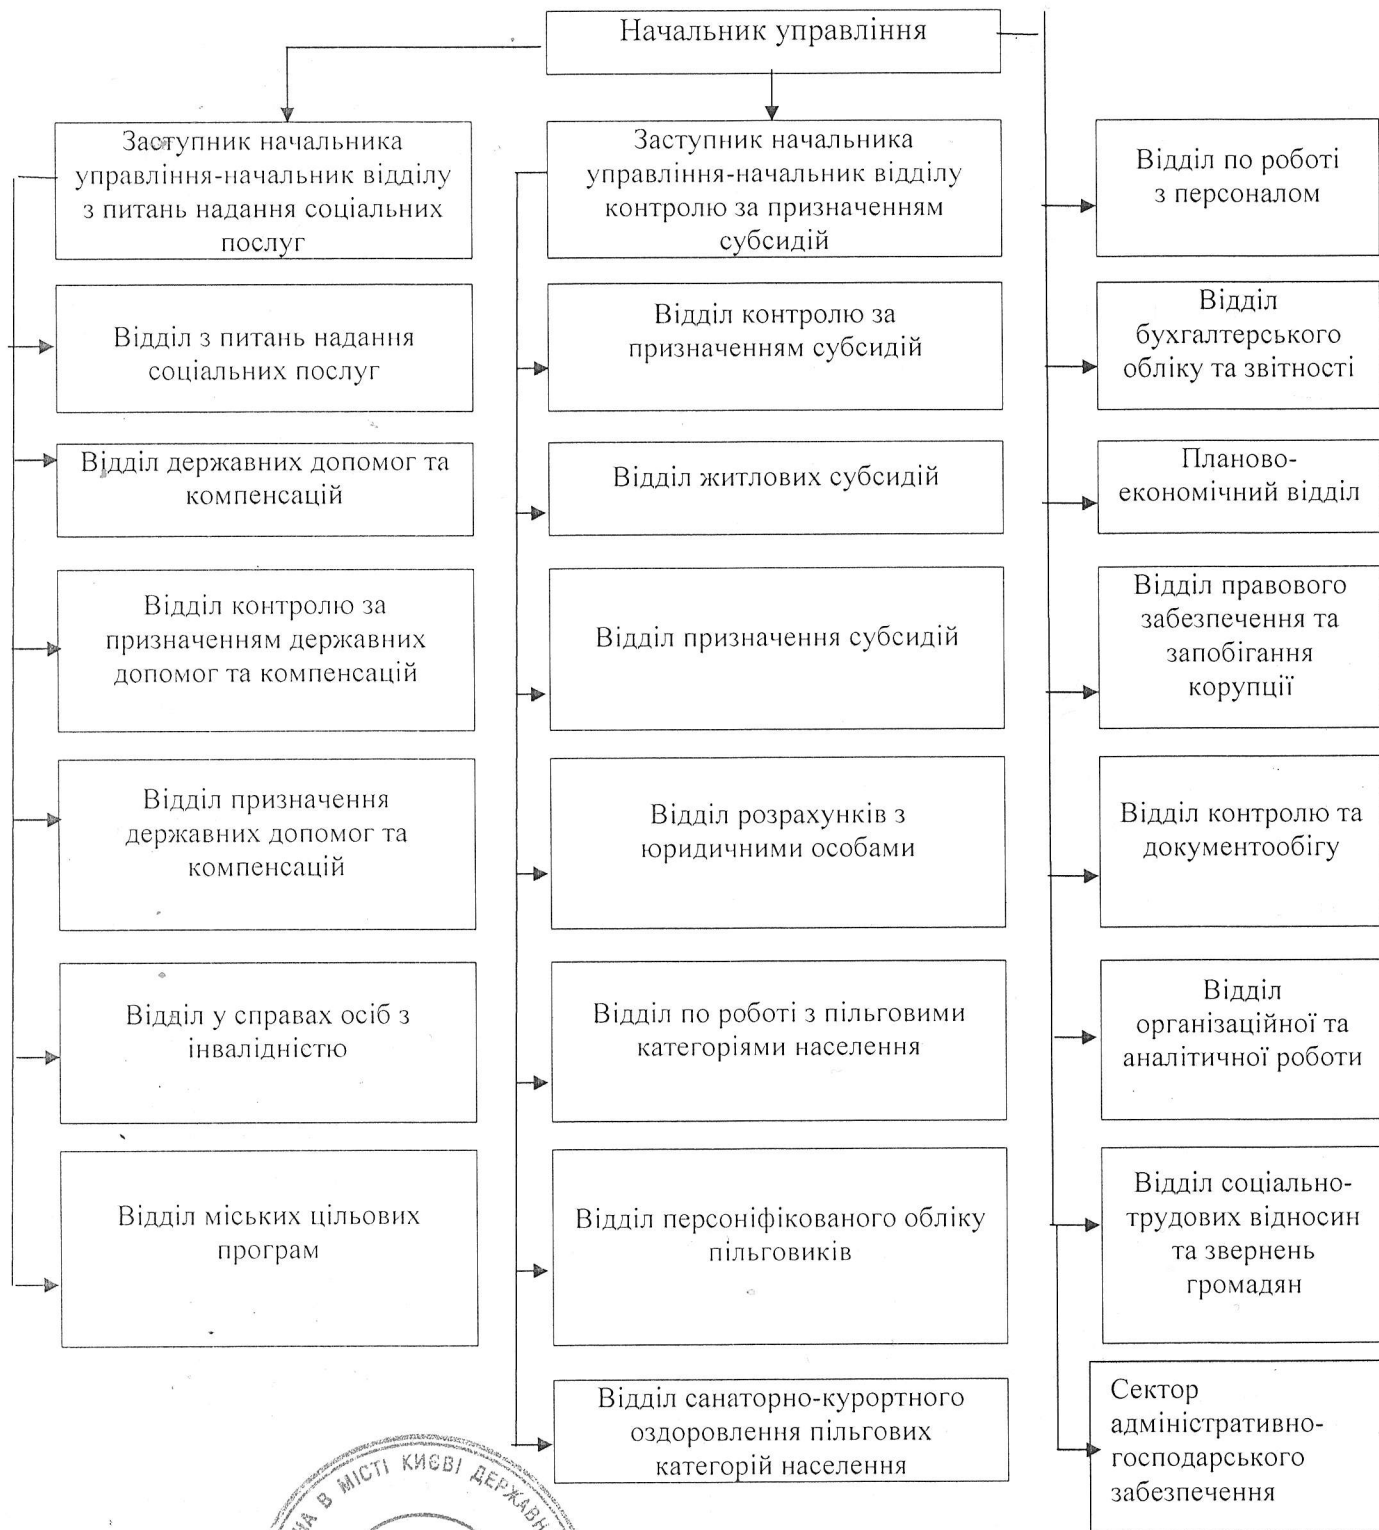 Начальник управління
Заступник начальника
управління-начальник відділу
з питань надання соціальних
послуг
Відділ з питань надання
соціальних послуг
Відділ державних допомог та
компенсацій
Відділ контролю за
призначенням державних
допомог та компенсацій
Відділ призначення
державних допомог та
компенсацій
Відділ у справах осіб з
інвалідністю
Відділ міських цільових
програм
Заступник начальника
управління-начальник відділу
контролю за призначенням
субсидій
Відділ контролю за
призначенням субсидій
Відділ житлових субсидій
Відділ призначення субсидій
Відділ розрахунків з
юридичними особами
Відділ по роботі з пільговими
категоріями населення
Відділ персоніфікованого обліку
пільговиків
Відділ санаторно-курортного
оздоровлення пільгових
категорій населення
Відділ по роботі
з персоналом
Відділ
бухгалтерського
обліку та звітності
Планово-
економічний відділ
Відділ правового
забезпечення та
запобігання
корупції
Відділ контролю та
документообігу
Відділ
організаційної та
аналітичної роботи
Відділ соціально-
трудових відносин
та звернень
громадян
Сектор
адміністративно-
господарського
забезпечення
В МІСТІ КИЄВІ